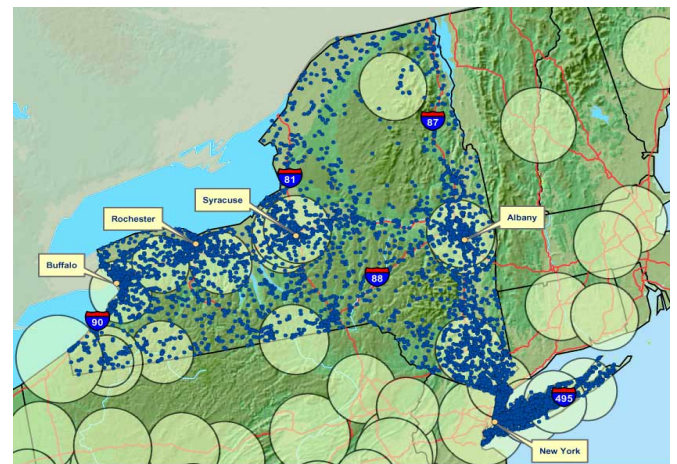 87
81
Syracuse
Rochester
Albany
Buffalo
88
90
495
New York